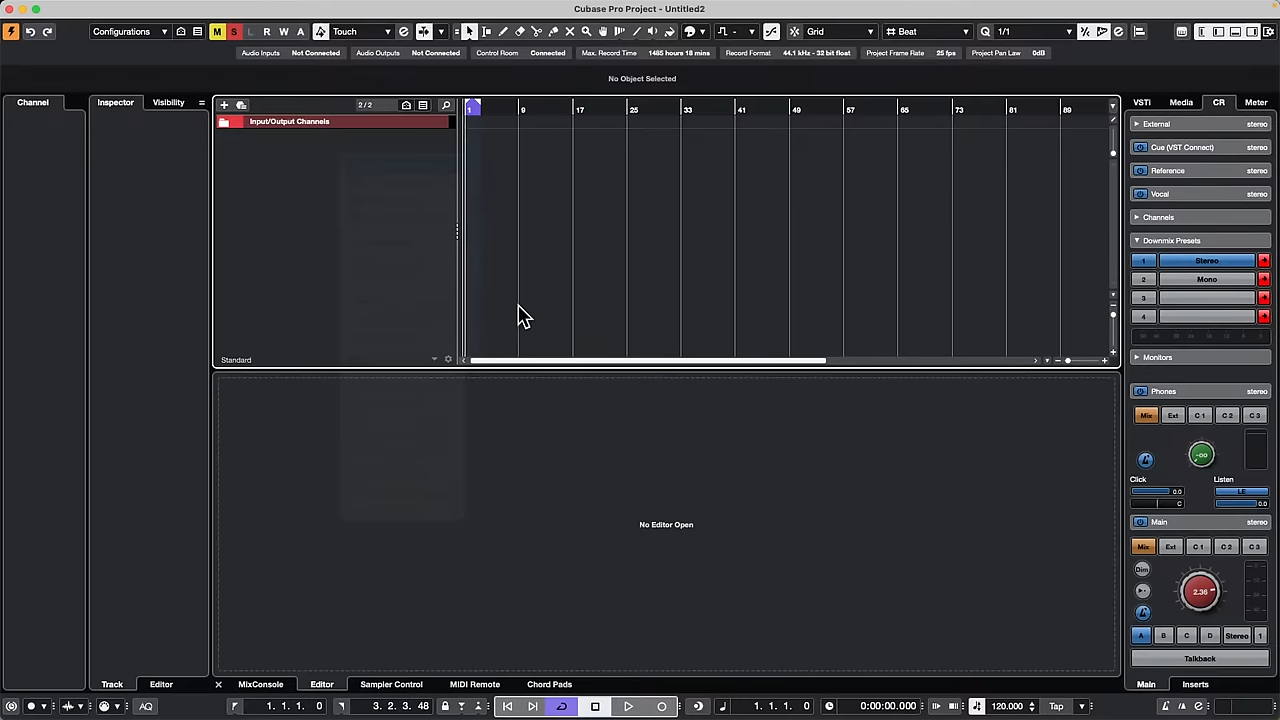 Cubase Pro Project - Untitled2
Configurations M S L R W A Touch Grid Beat Q 1/1
Audio Inputs Not Connected Audio Outputs Not Connected Control Room Connected Max. Record Time 1485 hours 18 mins Record Format 44.1 kHz - 32 bit float Project Frame Rate 25 fps Project Pan Law 0dB
No Object Selected
Channel Inspector Visibility 2/2 1 9 17 25 33 41 49 57 65 73 81 89 VSTi Media CR Meter
Input/Output Channels
External stereo
Cue (VST Connect) stereo
Reference stereo
Vocal stereo
Channels stereo
Downmix Presets
1 Stereo
2 Mono
3
4
Standard
Monitors stereo
Phones stereo
Mix Ext C 1 C 2 C 3
-oo
Click Listen
0.0 LE
C 0.0
No Editor Open
Main stereo
Mix Ext C 1 C 2 C 3
Dim
2.36
A B C D Stereo 1
Talkback
Track Editor MixConsole Editor Sampler Control MIDI Remote Chord Pads Main Inserts
AQ 1. 1. 1. 0 3. 2. 3. 48 1. 1. 1. 0 0:00:00.000 120.000 Tap